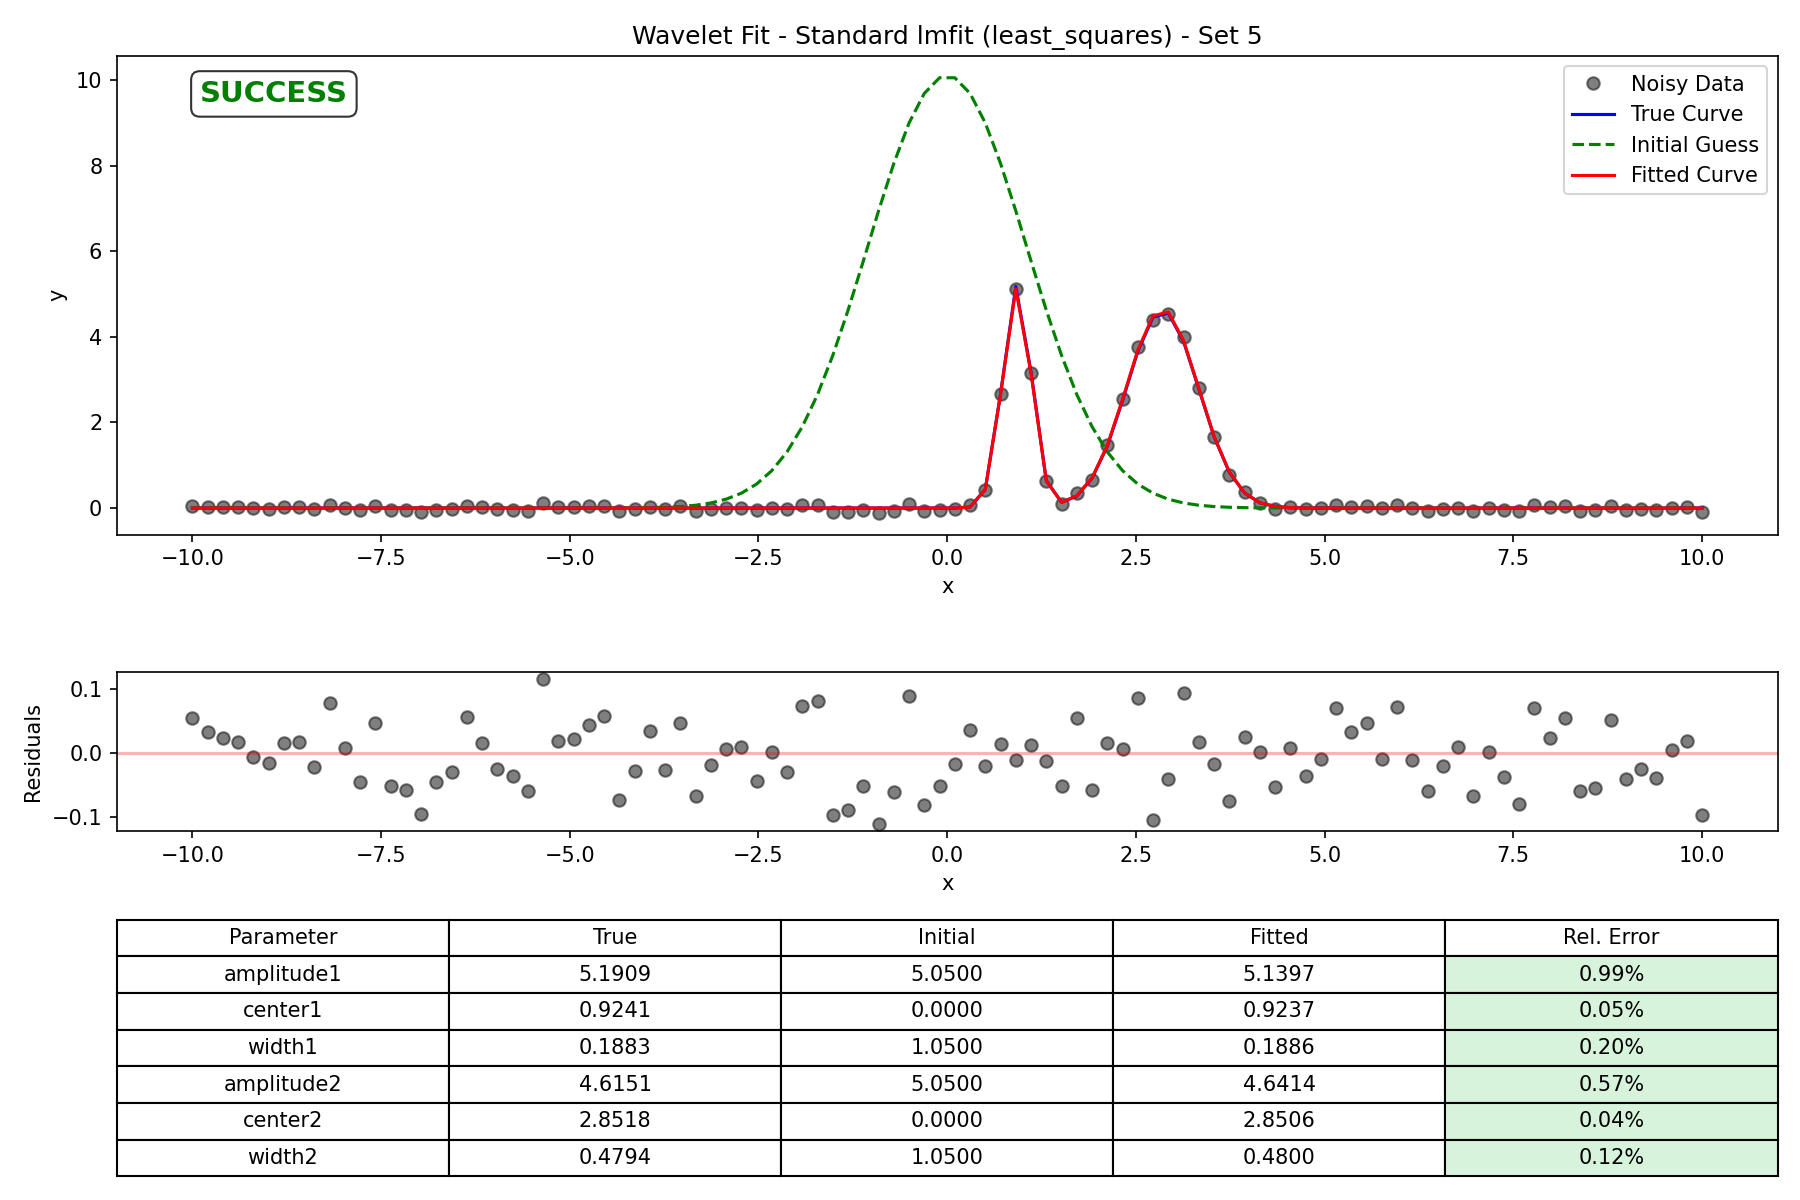 Wavelet Fit - Standard lmfit (least_squares) - Set 5
SUCCESS
Noisy Data
True Curve
Initial Guess
Fitted Curve
y
10
8
6
4
2
0
−10.0 −7.5 −5.0 −2.5 0.0 2.5 5.0 7.5 10.0
x
Residuals
0.1
0.0
−0.1
−10.0 −7.5 −5.0 −2.5 0.0 2.5 5.0 7.5 10.0
x
Parameter True Initial Fitted Rel. Error
amplitude1 5.1909 5.0500 5.1397 0.99%
center1 0.9241 0.0000 0.9237 0.05%
width1 0.1883 1.0500 0.1886 0.20%
amplitude2 4.6151 5.0500 4.6414 0.57%
center2 2.8518 0.0000 2.8506 0.04%
width2 0.4794 1.0500 0.4800 0.12%